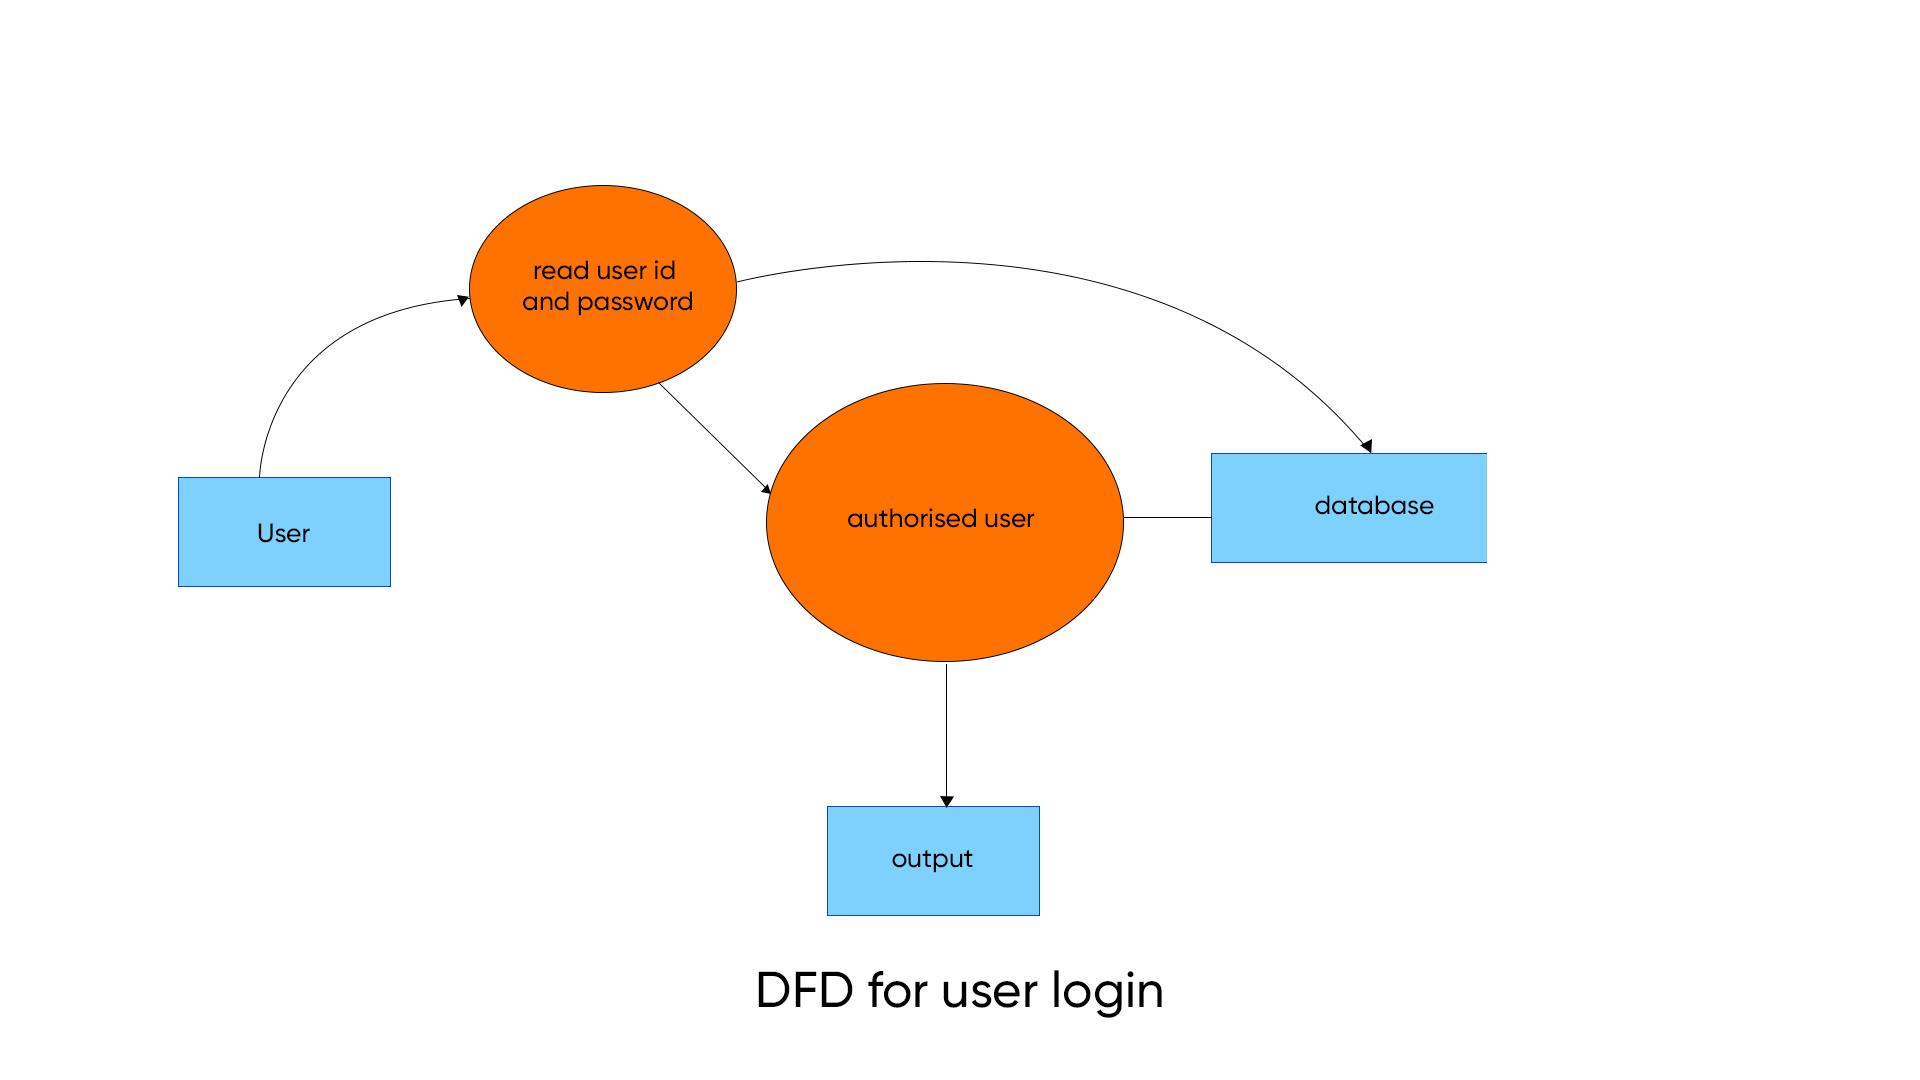 read user id
and password
User
authorised user
database
output
DFD for user login